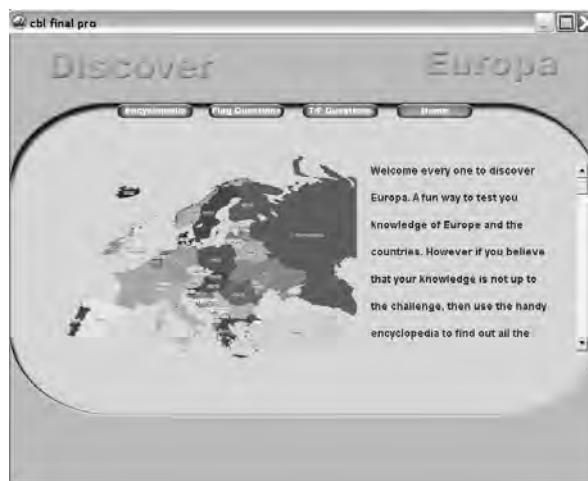 cbl final pro
Discover Europa
Encyclopedia Flag Questions T/F Questions Home
Welcome every one to discover
Europa. A fun way to test you
knowledge of Europe and the
countries. However if you believe
that your knowledge is not up to
the challenge, then use the handy
encyclopedia to find out all the